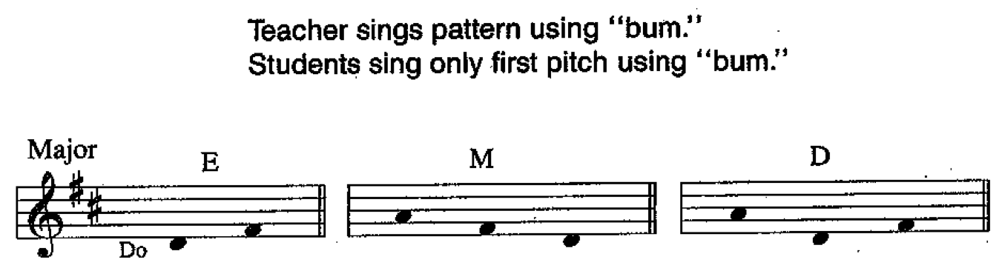 Teacher sings pattern using “bum.”
Students sing only first pitch using “bum.”
Major
E
M
D
Do